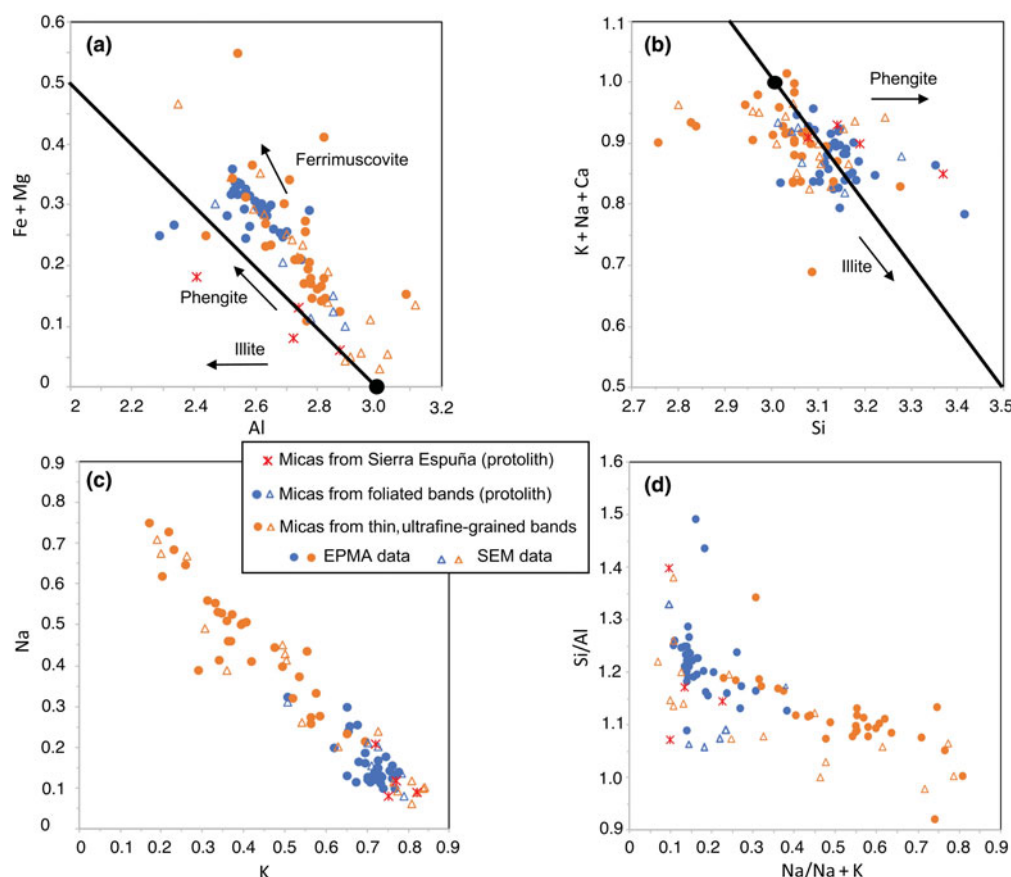 (a)
Fe + Mg
0.6
0.5
0.4
0.3
0.2
0.1
0
Ferrimuscovite
Phengite
Illite
2 2.2 2.4 2.6 2.8 3.0 3.2
Al
(b)
K + Na + Ca
1.1
1.0
0.9
0.8
0.7
0.6
0.5
Phengite
Illite
2.7 2.8 2.9 3.0 3.1 3.2 3.3 3.4 3.5
Si
Micas from Sierra Espuña (protolith)
Micas from foliated bands (protolith)
Micas from thin, ultrafine-grained bands
EPMA data SEM data
(c)
Na
0.9
0.8
0.7
0.6
0.5
0.4
0.3
0.2
0.1
0
0 0.1 0.2 0.3 0.4 0.5 0.6 0.7 0.8 0.9
K
(d)
Si/Al
1.6
1.5
1.4
1.3
1.2
1.1
1.0
0.9
0 0.1 0.2 0.3 0.4 0.5 0.6 0.7 0.8 0.9
Na/Na + K